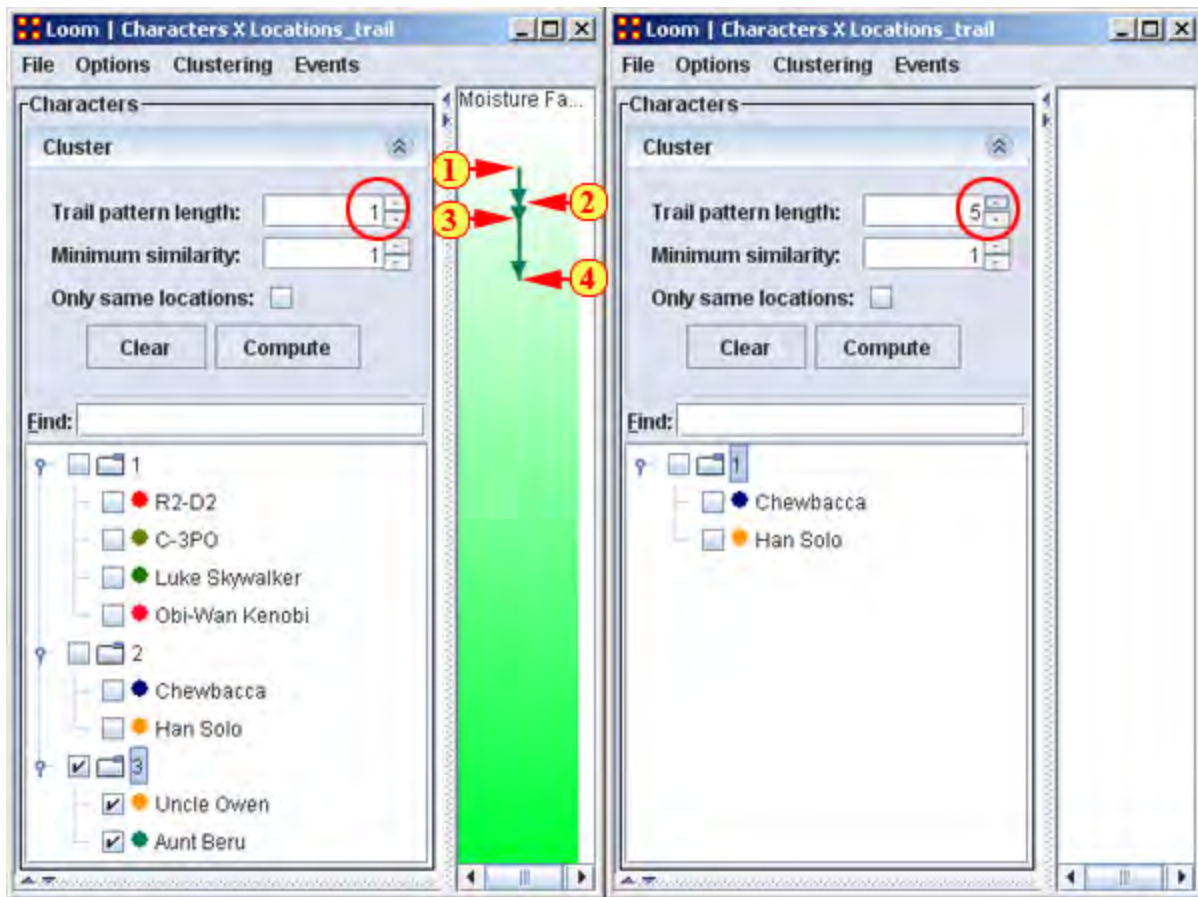 Loom | Characters X Locations_trail
File Options Clustering Events
Characters
Cluster
Trail pattern length: 1
Minimum similarity: 1
Only same locations:
Clear Compute
Find:
1
R2-D2
C-3PO
Luke Skywalker
Obi-Wan Kenobi
2
Chewbacca
Han Solo
3
Uncle Owen
Aunt Beru
Moisture Fa...
1
2
3
4
Loom | Characters X Locations_trail
File Options Clustering Events
Characters
Cluster
Trail pattern length: 5
Minimum similarity: 1
Only same locations:
Clear Compute
Find:
1
Chewbacca
Han Solo